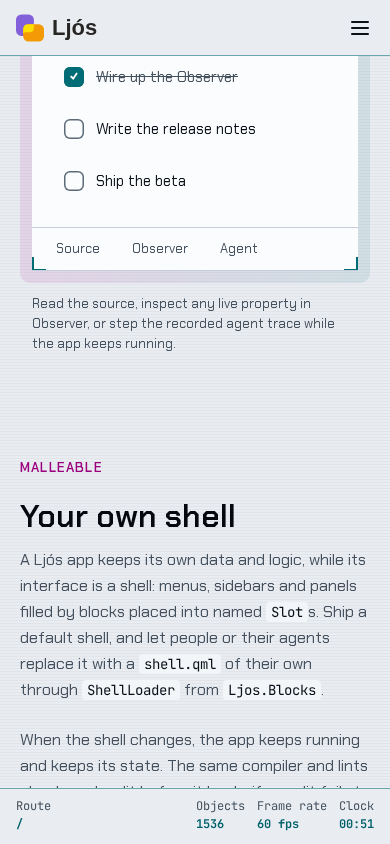 Ljós
Wire up the Observer
Write the release notes
Ship the beta
Source Observer Agent
Read the source, inspect any live property in
Observer, or step the recorded agent trace while
the app keeps running.
MALLEABLE
Your own shell
A Ljós app keeps its own data and logic, while its
interface is a shell: menus, sidebars and panels
filled by blocks placed into named Slot s. Ship a
default shell, and let people or their agents
replace it with a shell.qml of their own
through ShellLoader from Ljos.Blocks .
When the shell changes, the app keeps running
and keeps its state. The same compiler and lints
Route Objects Frame rate Clock
/ 1536 60 fps 00:51